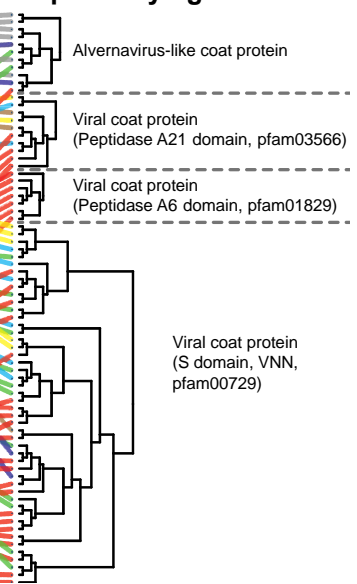 Alvernavirus-like coat protein
Viral coat protein
(Peptidase A21 domain, pfam03566)
Viral coat protein
(Peptidase A6 domain, pfam01829)
Viral coat protein
(S domain, VNN,
pfam00729)